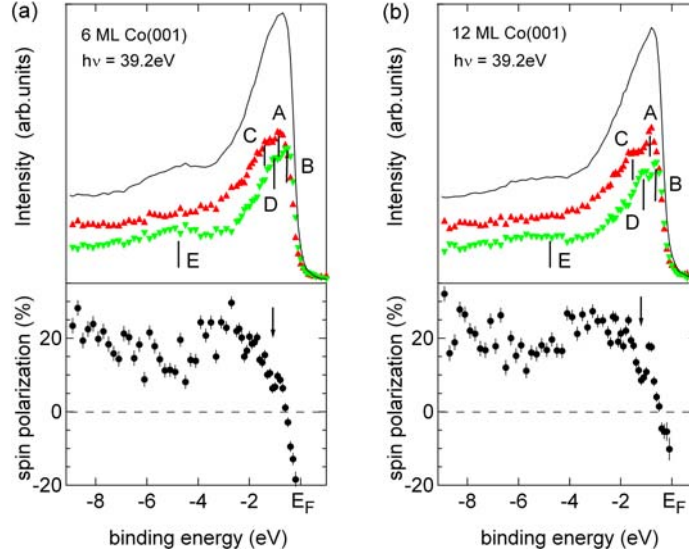 (a)
6 ML Co(001)
hν = 39.2eV
Intensity (arb.units)
A
C
B
D
E
spin polarization (%)
20
0
-20
-8
-6
-4
-2
E_F
binding energy (eV)
(b)
12 ML Co(001)
hν = 39.2eV
Intensity (arb.units)
A
C
B
D
E
spin polarization (%)
20
0
-20
-8
-6
-4
-2
E_F
binding energy (eV)